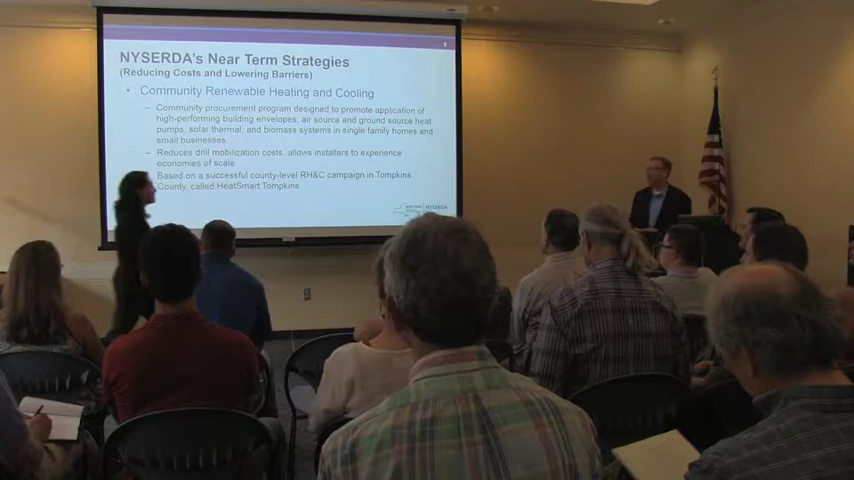 NYSERDA's Near Term Strategies
(Reducing Costs and Lowering Barriers)
• Community Renewable Heating and Cooling
– Community procurement program designed to promote application of
high-performing building envelopes, air source and ground source heat
pumps, solar thermal, and biomass systems in single family homes and
small businesses.
– Reduces drill mobilization costs, allows installers to experience
economies of scale
Based on a successful county-level RH&C campaign in Tompkins
County, called HeatSmart Tompkins
NYSERDA